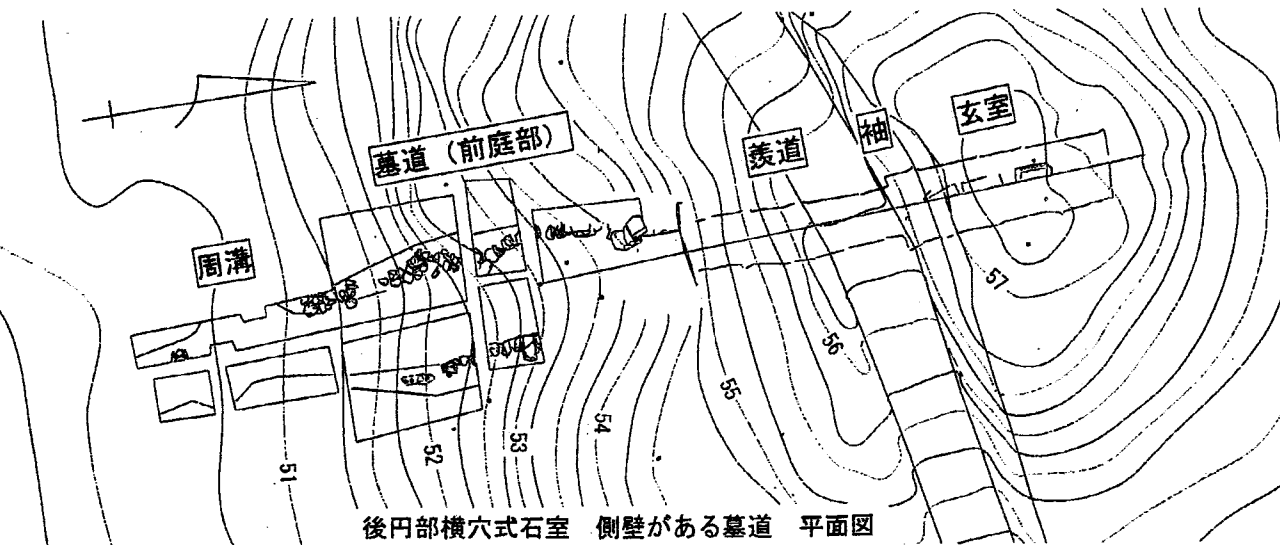 墓道（前庭部）
羨道
袖
玄室
周溝
57
56
55
54
53
52
51
後円部横穴式石室　側壁がある墓道　平面図